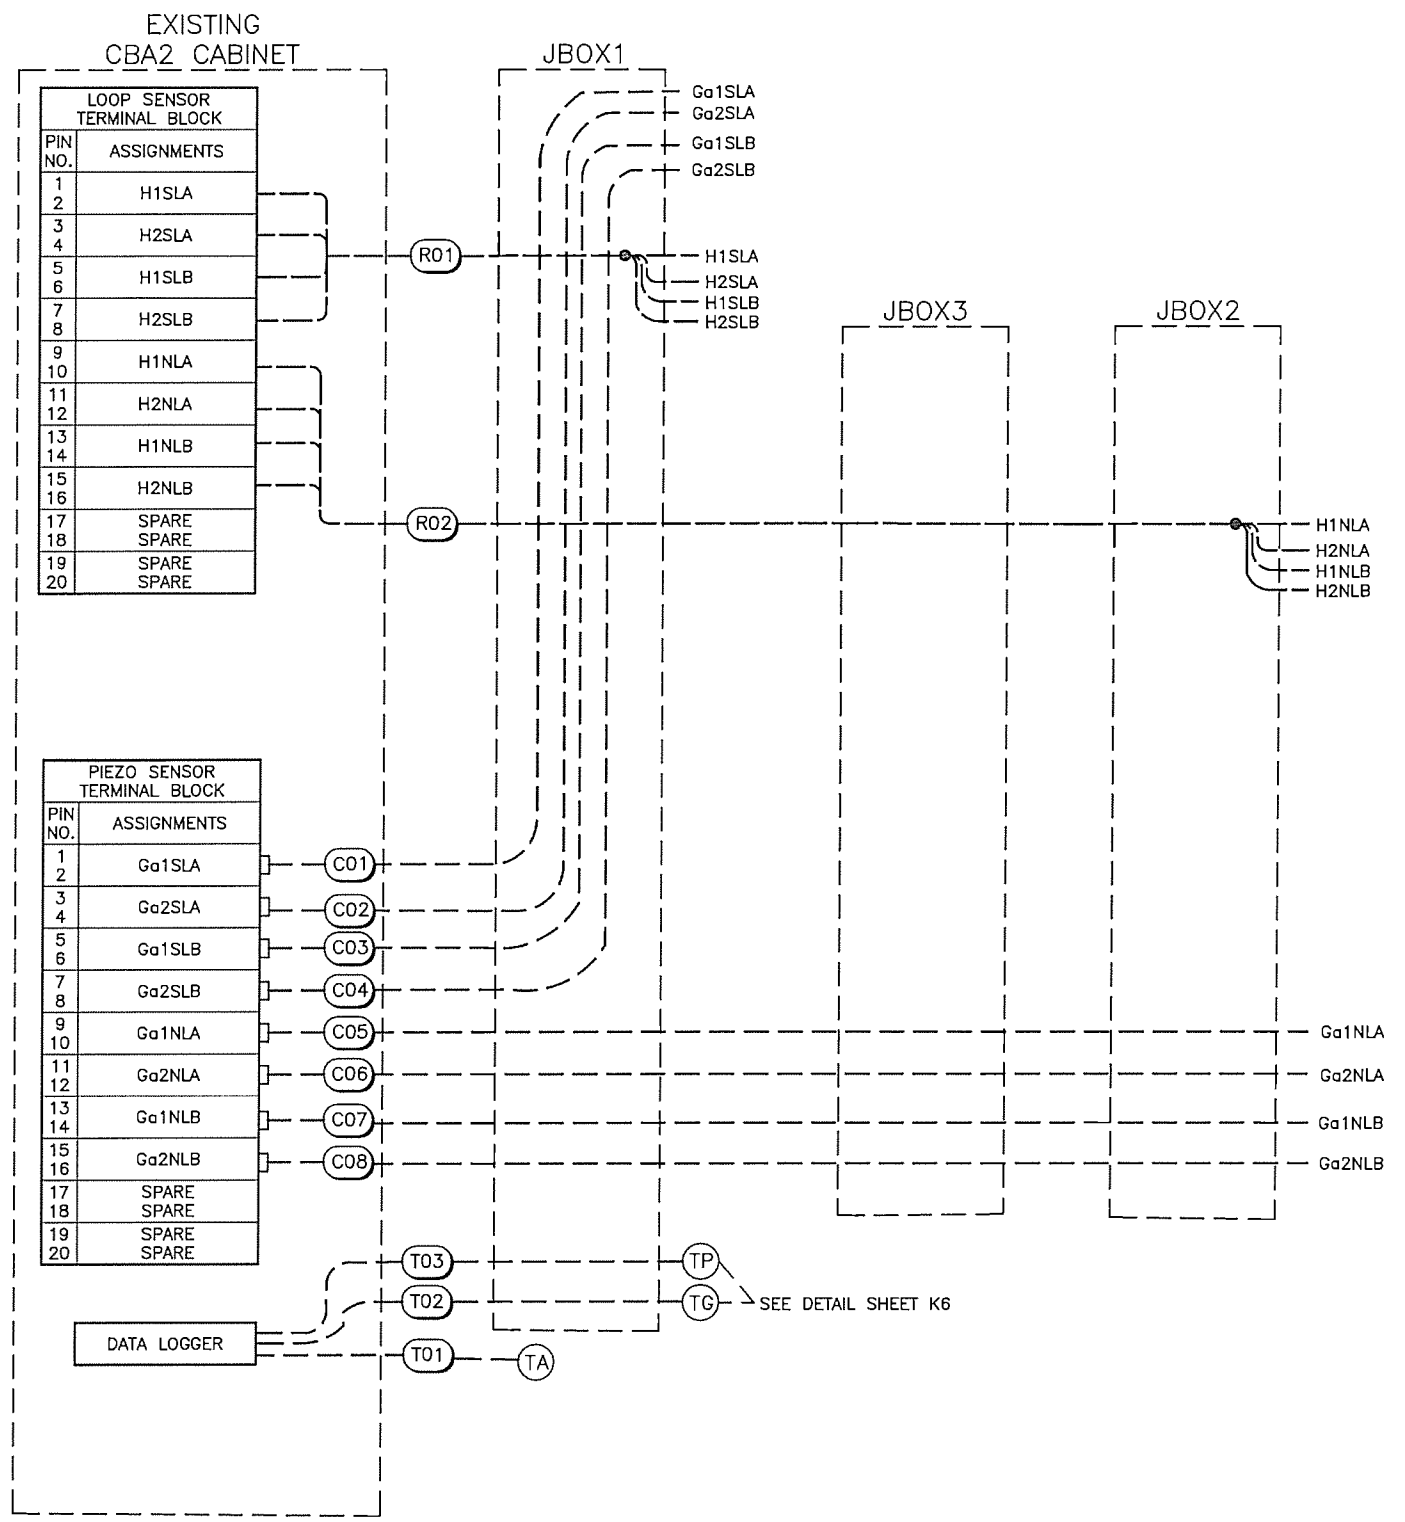 EXISTING
CBA2 CABINET
JBOX1
LOOP SENSOR
TERMINAL BLOCK
PIN
NO.
ASSIGNMENTS
1
2
H1SLA
3
4
H2SLA
5
6
H1SLB
7
8
H2SLB
9
10
H1NLA
11
12
H2NLA
13
14
H1NLB
15
16
H2NLB
17 SPARE
18 SPARE
19 SPARE
20 SPARE
R01
R02
Ga1SLA
Ga2SLA
Ga1SLB
Ga2SLB
H1SLA
H2SLA
H1SLB
H2SLB
JBOX3
JBOX2
H1NLA
H2NLA
H1NLB
H2NLB
PIEZO SENSOR
TERMINAL BLOCK
PIN
NO.
ASSIGNMENTS
1
2
Ga1SLA
C01
3
4
Ga2SLA
C02
5
6
Ga1SLB
C03
7
8
Ga2SLB
C04
9
10
Ga1NLA
C05
Ga1NLA
11
12
Ga2NLA
C06
Ga2NLA
13
14
Ga1NLB
C07
Ga1NLB
15
16
Ga2NLB
C08
Ga2NLB
17 SPARE
18 SPARE
19 SPARE
20 SPARE
T03
TP
T02
TG
SEE DETAIL SHEET K6
DATA LOGGER
T01
TA